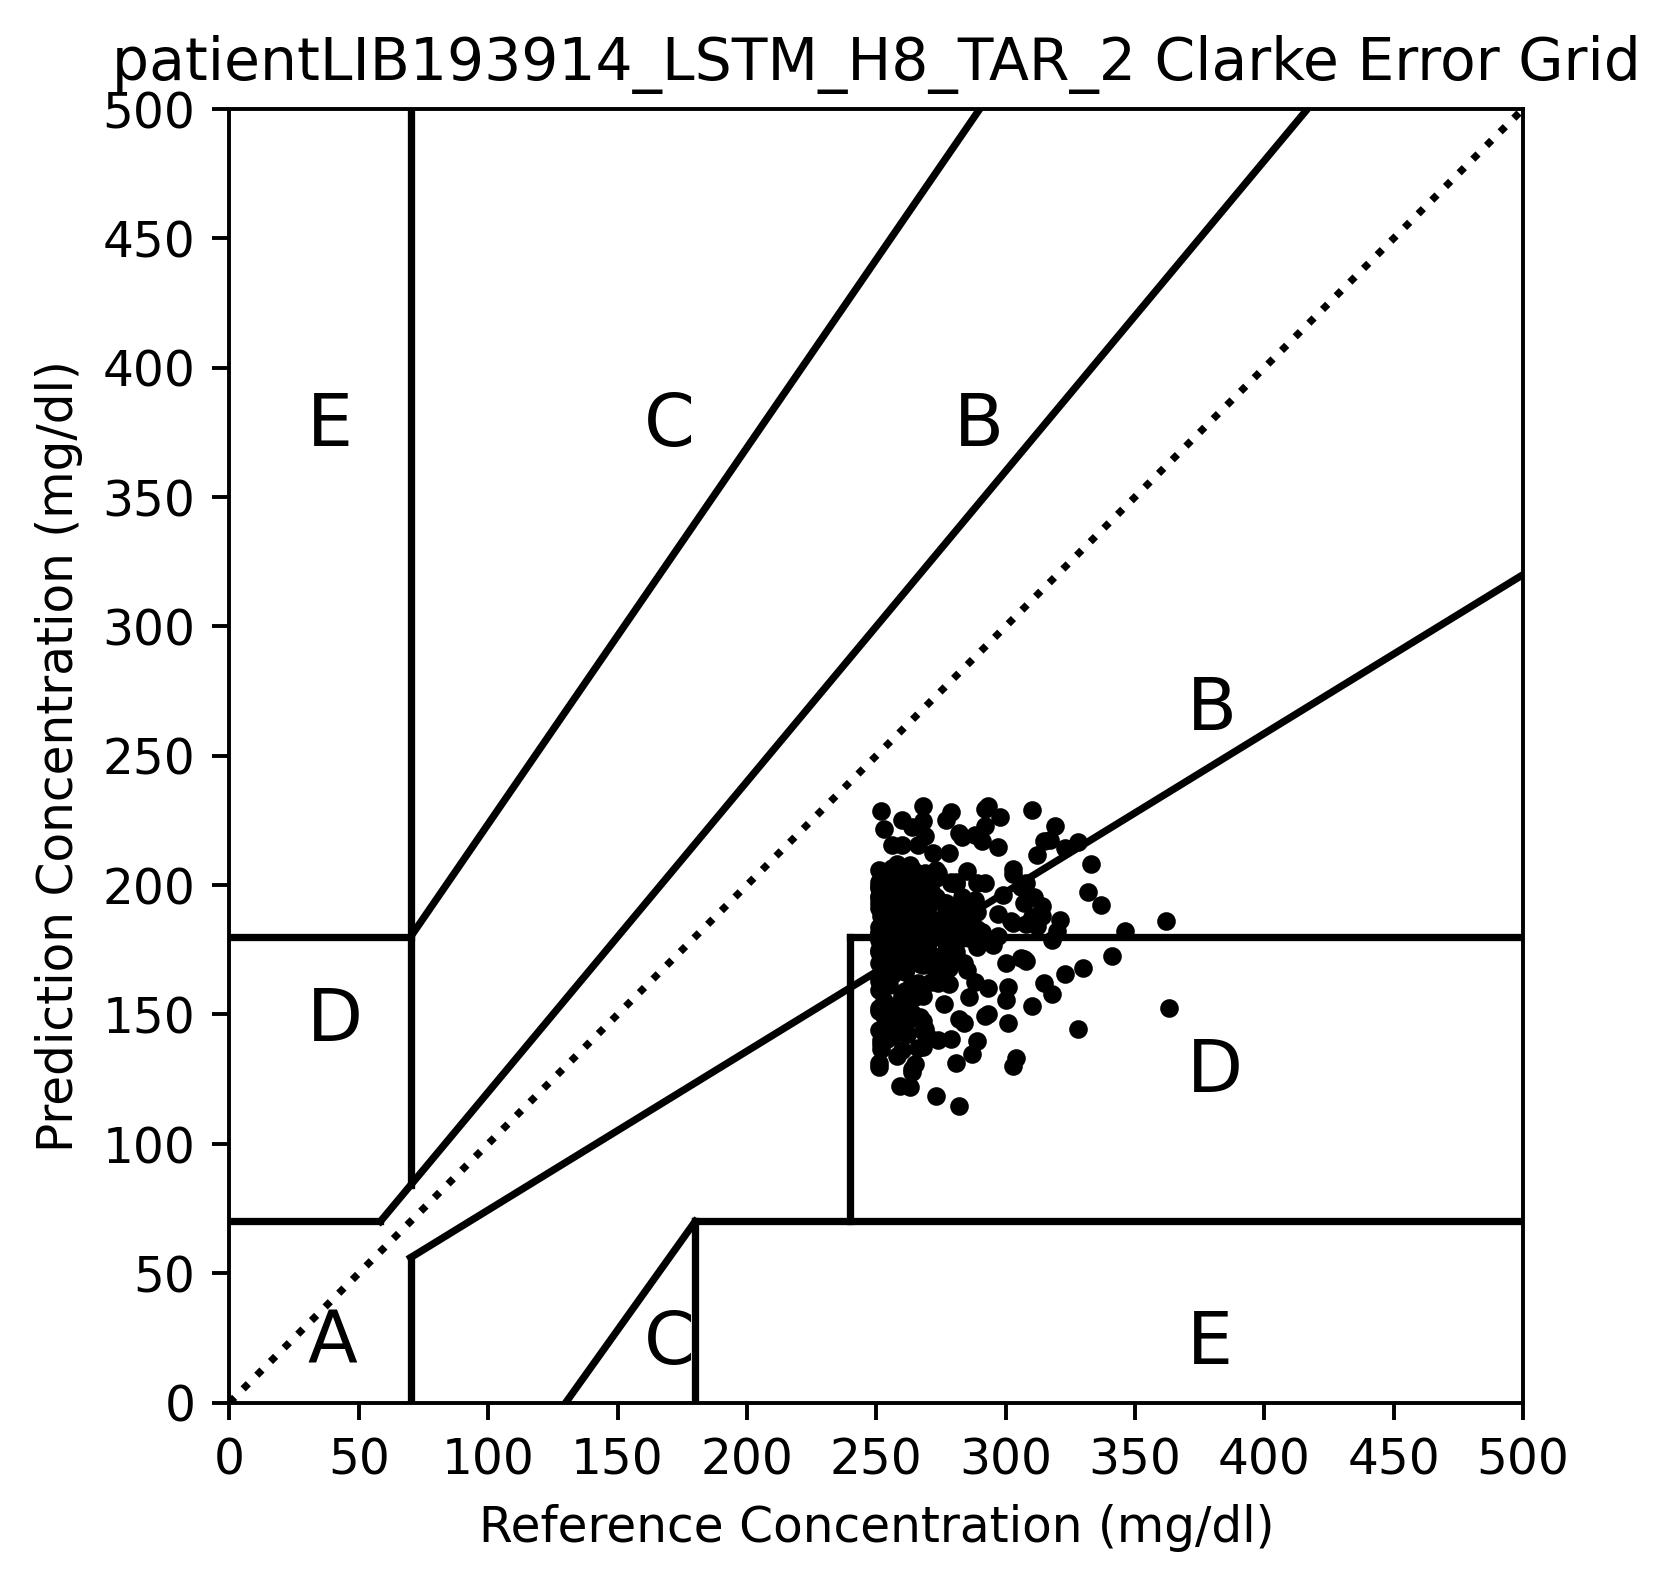 patientLIB193914_LSTM_H8_TAR_2 Clarke Error Grid
500
450
400
350
300
250
200
150
100
50
0
Prediction Concentration (mg/dl)
E
C
B
B
D
D
A
C
E
0 50 100 150 200 250 300 350 400 450 500
Reference Concentration (mg/dl)